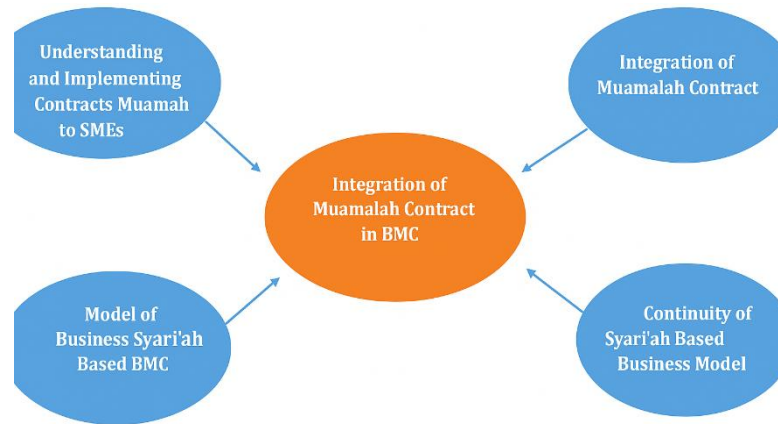 Understanding
and Implementing
Contracts Muamah
to SMEs
Integration of
Muamalah Contract
Integration of
Muamalah Contract
in BMC
Model of
Business Syari'ah
Based BMC
Continuity of
Syari'ah Based
Business Model